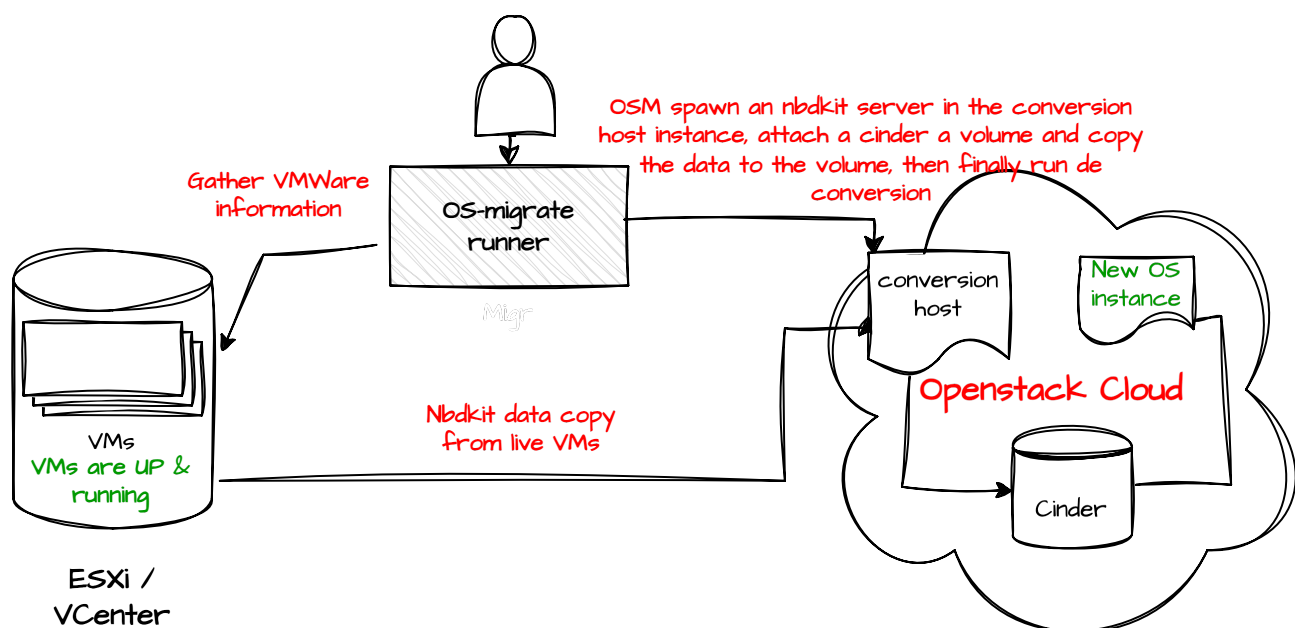 OSM spawn an nbdkit server in the conversion
host instance, attach a cinder a volume and copy
the data to the volume, then finally run de
conversion
Gather VMWare
information
OS-migrate
runner
Migr
conversion
host
New OS
instance
Openstack Cloud
Nbdkit data copy
from live VMs
VMs
VMs are UP &
running
Cinder
ESXi /
VCenter